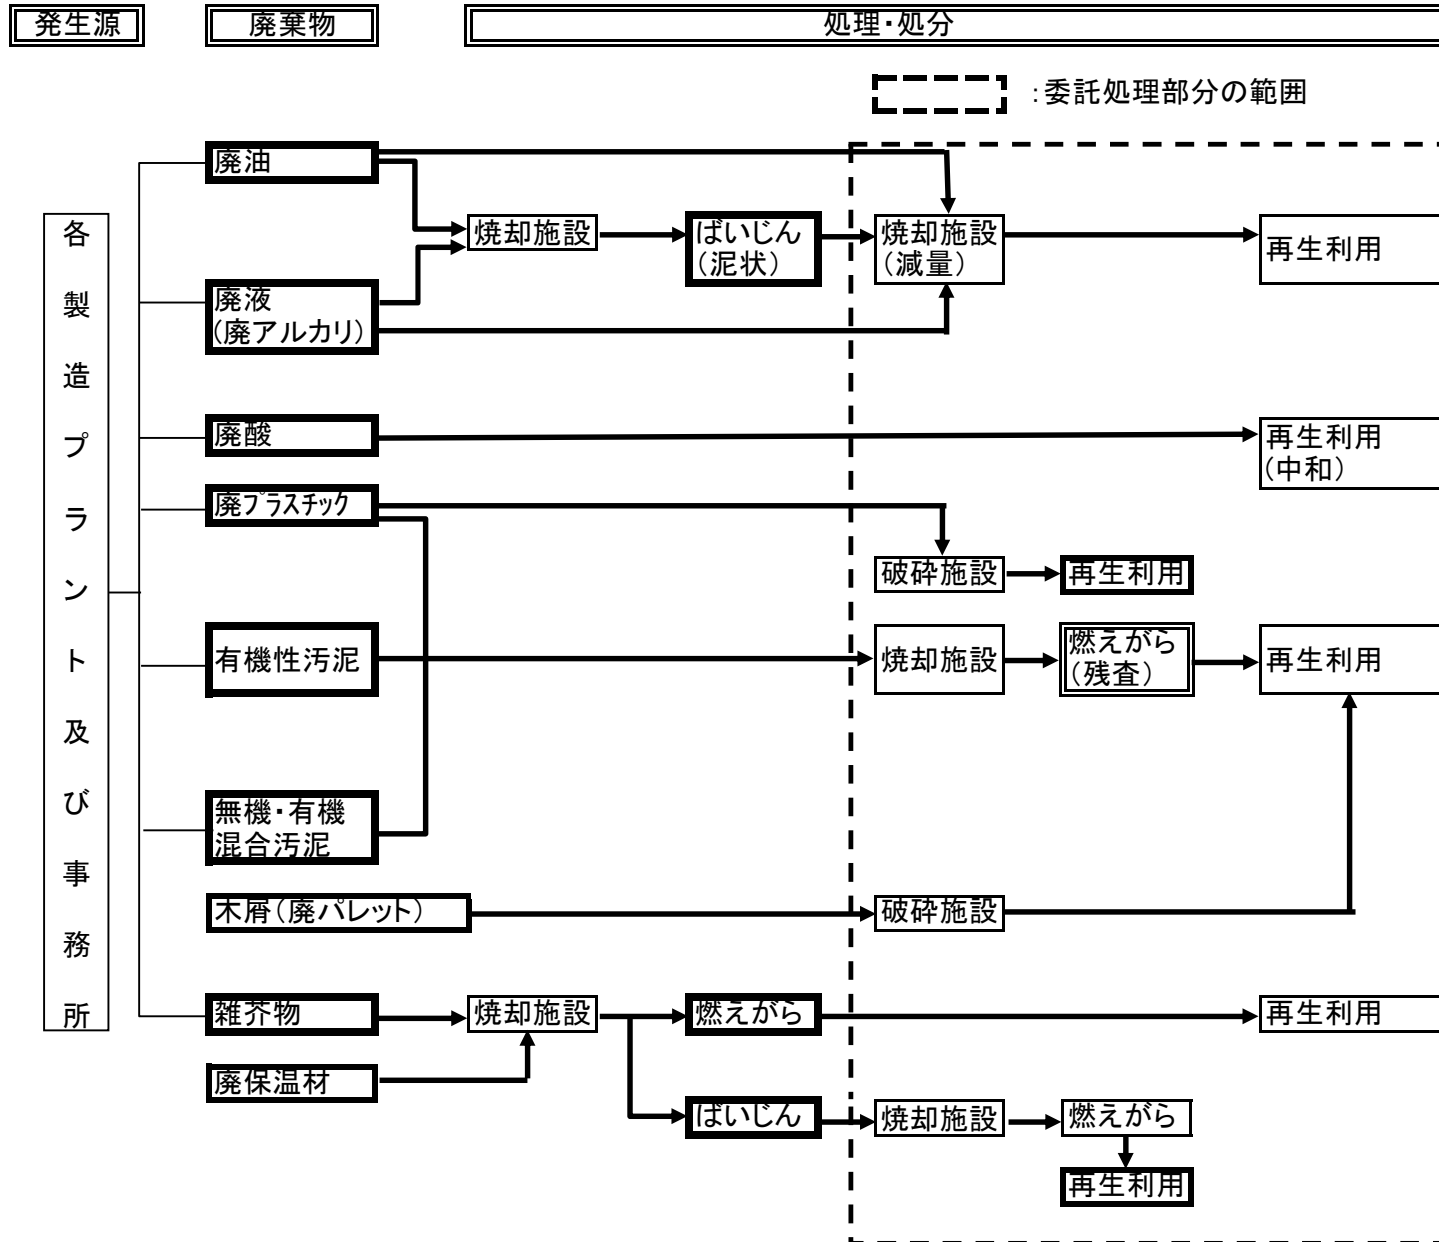 発生源
廃棄物
処理・処分
:委託処理部分の範囲
各製造プラント及び事務所
廃油
焼却施設
ばいじん
(泥状)
焼却施設
(減量)
再生利用
廃液
(廃アルカリ)
廃酸
再生利用
(中和)
廃プラスチック
破砕施設
再生利用
有機性汚泥
焼却施設
燃えがら
(残査)
再生利用
無機・有機
混合汚泥
木屑(廃パレット)
破砕施設
雑芥物
焼却施設
燃えがら
再生利用
廃保温材
ばいじん
焼却施設
燃えがら
再生利用